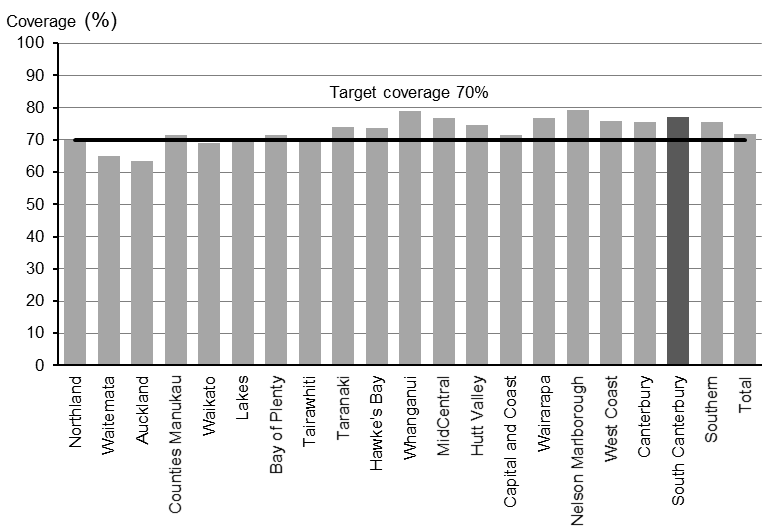 Coverage (%)
100
90
Target coverage 70%
80
70
60
50
40
30
20
10
0
Northland
Waitemata
Auckland
Counties Manukau
Waikato
Lakes
Bay of Plenty
Tairawhiti
Taranaki
Hawke's Bay
Whanganui
MidCentral
Hutt Valley
Capital and Coast
Wairarapa
Nelson Marlborough
West Coast
Canterbury
South Canterbury
Southern
Total